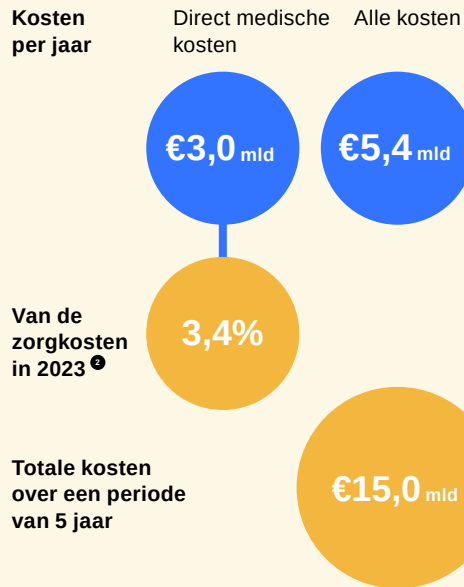 Kosten
per jaar
Direct medische
kosten
Alle kosten
€3,0 mld
€5,4 mld
Van de
zorgkosten
in 2023 2
3,4%
Totale kosten
over een periode
van 5 jaar
€15,0 mld